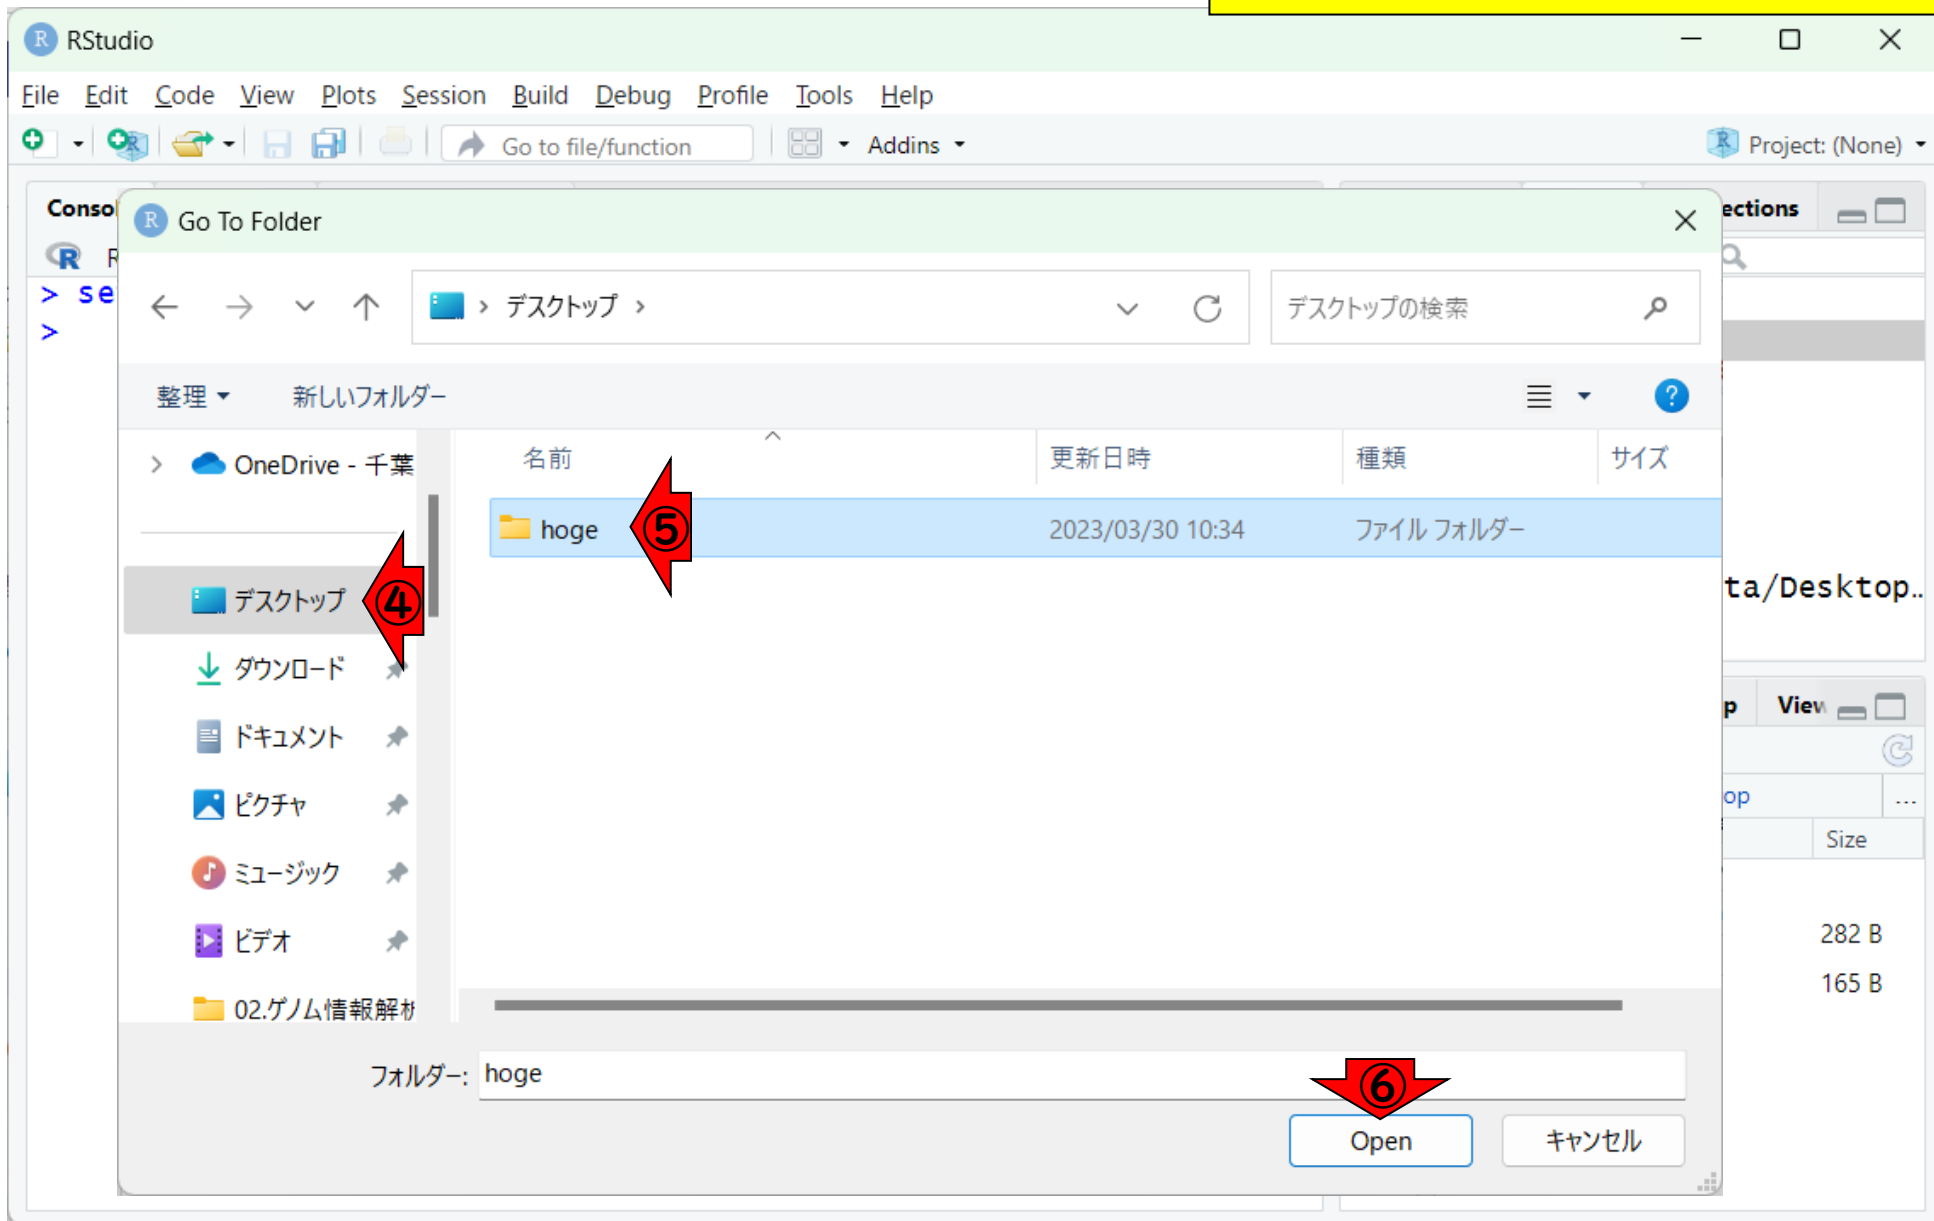 RStudio
File Edit Code View Plots Session Build Debug Profile Tools Help
Go to file/function Addins Project: (None)
Conso ections
R Go To Folder
> se
>
デスクトップ デスクトップの検索
整理 新しいフォルダー
OneDrive - 千葉 名前 更新日時 種類 サイズ
hoge ⑤ 2023/03/30 10:34 ファイル フォルダー
デスクトップ ④ ta/Desktop..
ダウンロード
ドキュメント p View
ピクチャ op ...
Size
ミュージック
ビデオ 282 B
165 B
02.ゲノム情報解析
フォルダー: hoge ⑥
Open キャンセル